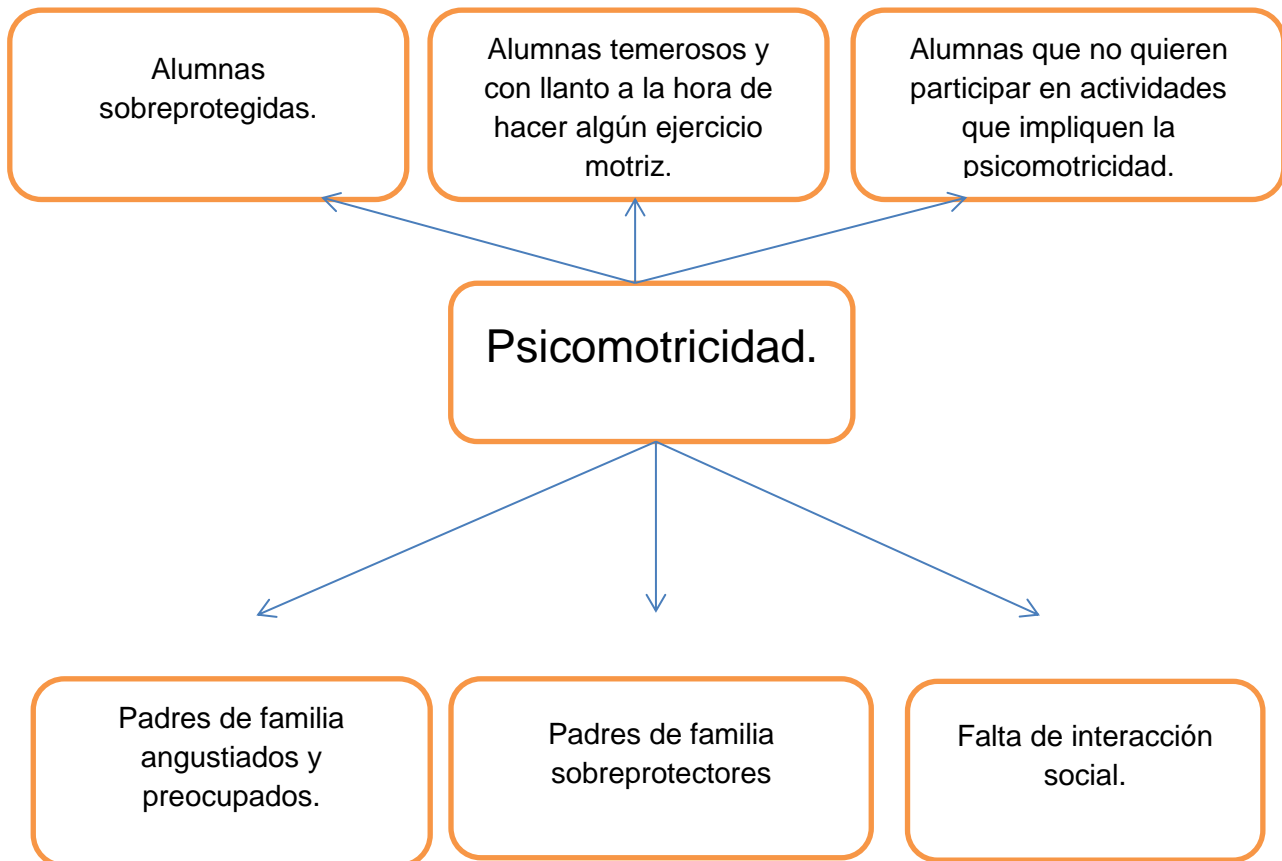 Alumnas
sobreprotegidas.
Alumnas temerosos y
con llanto a la hora de
hacer algún ejercicio
motriz.
Alumnas que no quieren
participar en actividades
que impliquen la
psicomotricidad.
Psicomotricidad.
Padres de familia
angustiados y
preocupados.
Padres de familia
sobreprotectores
Falta de interacción
social.